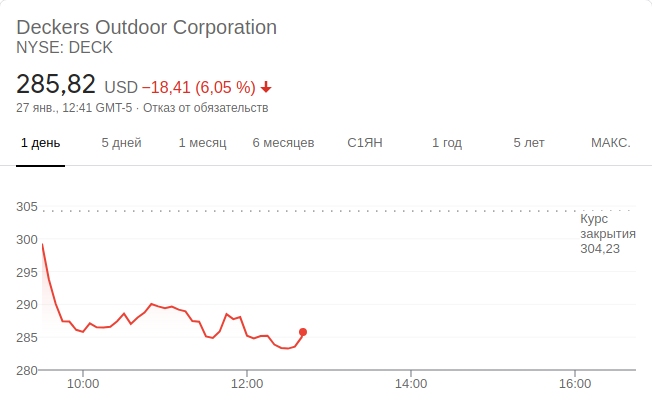 Deckers Outdoor Corporation
NYSE: DECK
285,82 USD −18,41 (6,05 %)
27 янв., 12:41 GMT-5 · Отказ от обязательств
1 день 5 дней 1 месяц 6 месяцев С1ЯН 1 год 5 лет МАКС.
305
Курс
закрытия
304,23
300
295
290
285
280
10:00 12:00 14:00 16:00